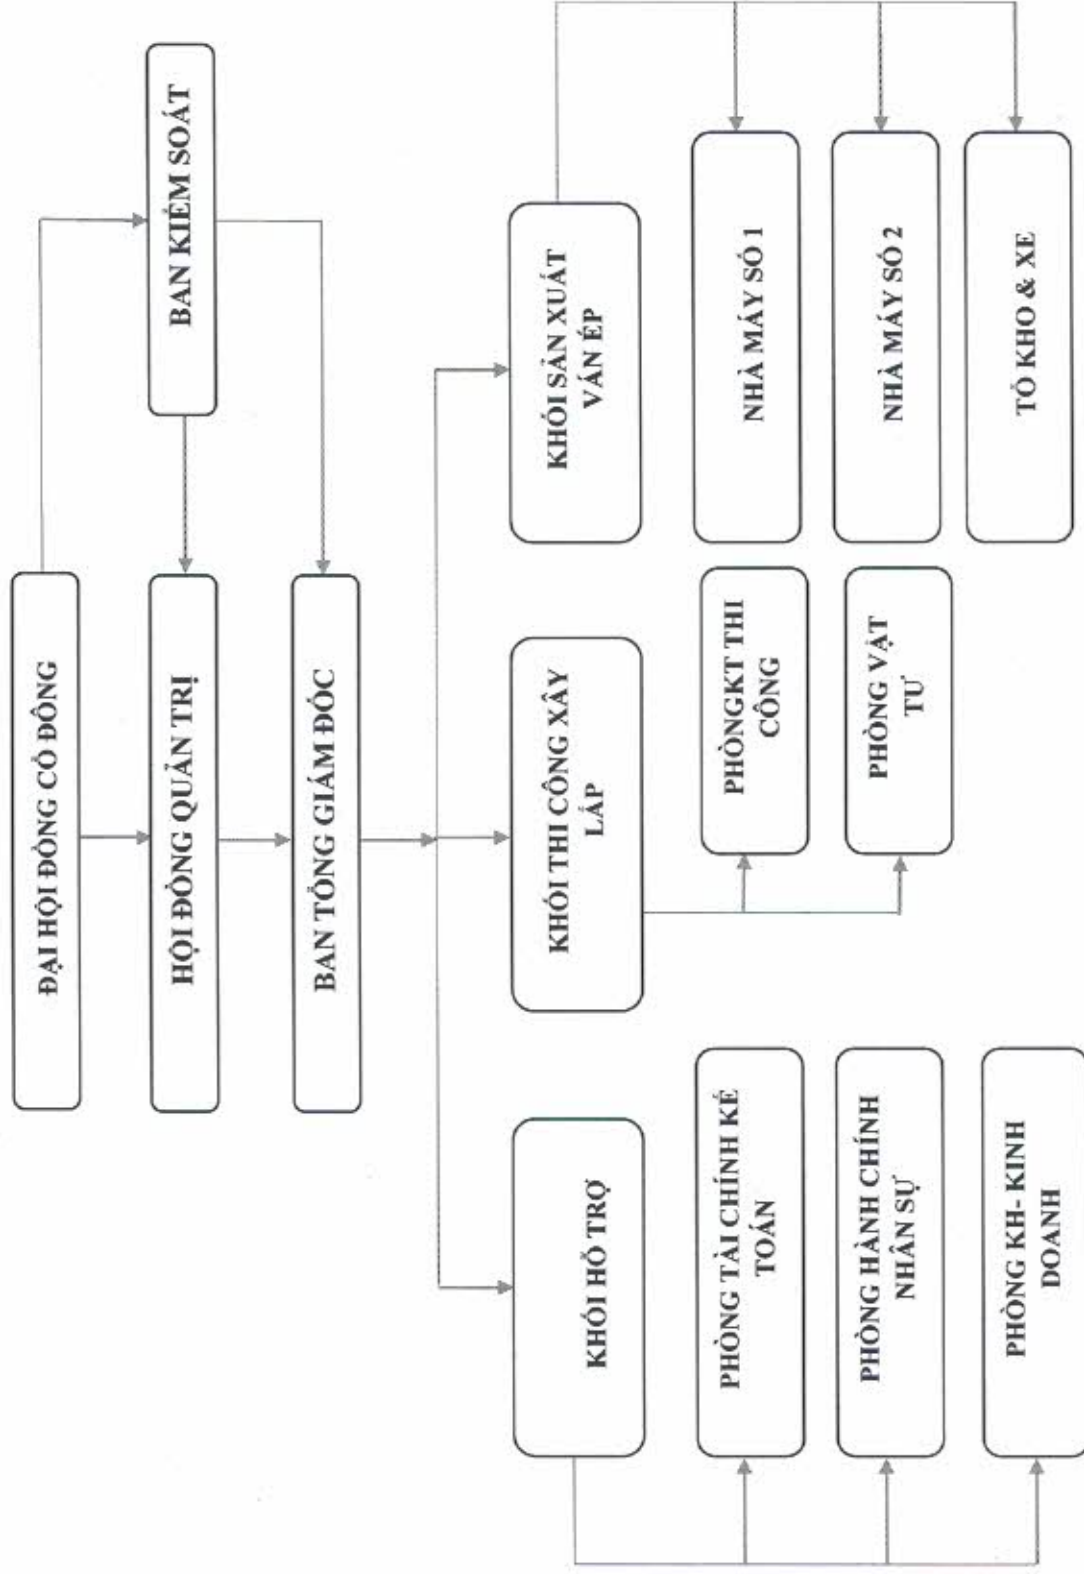 ĐẠI HỘI ĐỒNG CỔ ĐÔNG
BAN KIỂM SOÁT
HỘI ĐỒNG QUẢN TRỊ
BAN TỔNG GIÁM ĐỐC
KHỐI HỖ TRỢ
KHỐI THI CÔNG XÂY
LẮP
KHỐI SẢN XUẤT
VÁN ÉP
PHÒNG TÀI CHÍNH KẾ
TOÁN
PHÒNG HÀNH CHÍNH
NHÂN SỰ
PHÒNG KH- KINH
DOANH
PHÒNGKT THI
CÔNG
PHÒNG VẬT
TƯ
NHÀ MÁY SỐ 1
NHÀ MÁY SỐ 2
TỔ KHO & XE